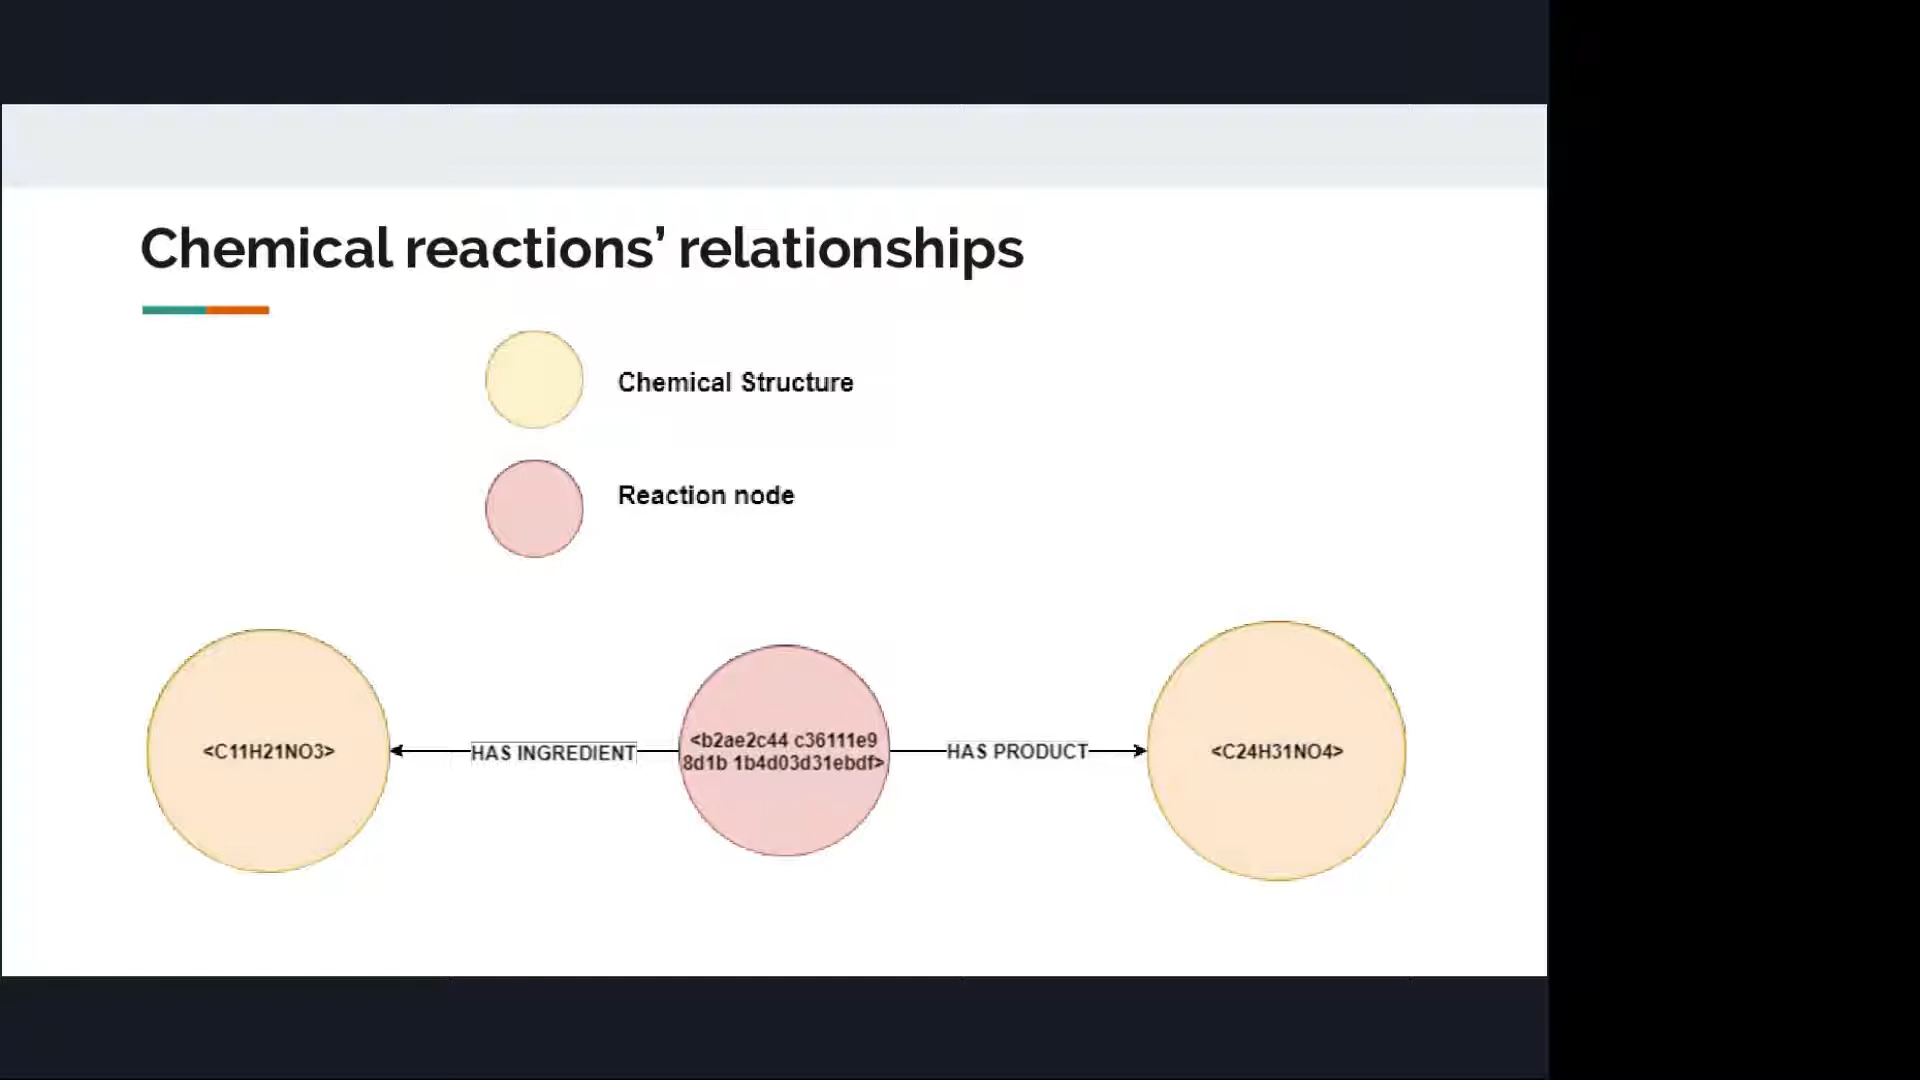 Chemical reactions’ relationships
Chemical Structure
Reaction node
<C11H21NO3>
HAS INGREDIENT
<b2ae2c44 c36111e9
8d1b 1b4d03d31ebdf>
HAS PRODUCT
<C24H31NO4>